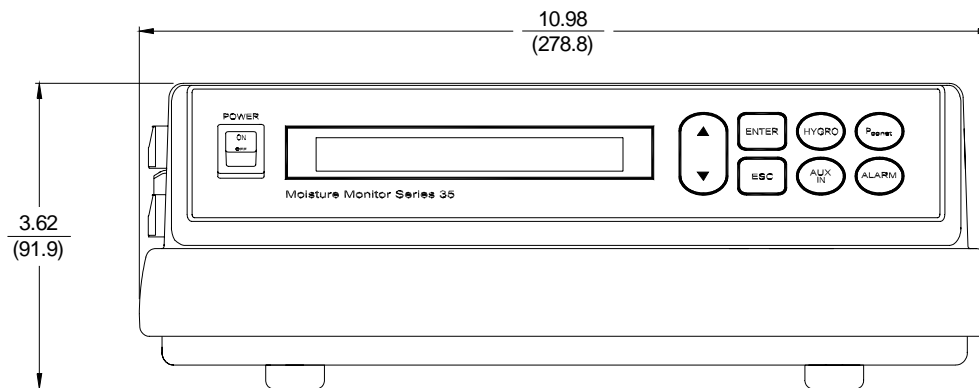 10.98
(278.8)
POWER
ON
OFF
ENTER
HYGRO
Pconst
ESC
AUX
IN
ALARM
Moisture Monitor Series 35
3.62
(91.9)